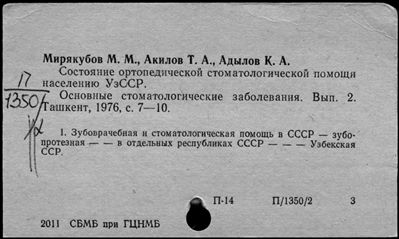 Мирякубов М. М., Акилов Т. А., Адылов К. А.
Состояние ортопедической стоматологической помощи
населению УзССР.
Основные стоматологические заболевания. Вып. 2.
Ташкент, 1976, с. 7—10.
П
1350
2
1. Зубоврачебная и стоматологическая помощь в СССР — зубо-
протезная — — в отдельных республиках СССР — — — Узбекская
ССР.
П-14 П/1350/2 3
2011 СБМБ при ГЦНМБ